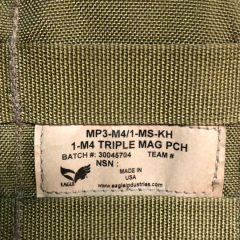 MP3-M4/1-MS-KH
1-M4 TRIPLE MAG PCH
BATCH #: 30045704 TEAM #
NSN :
MADE IN
USA
EAGLE
www.eagleindustries.com